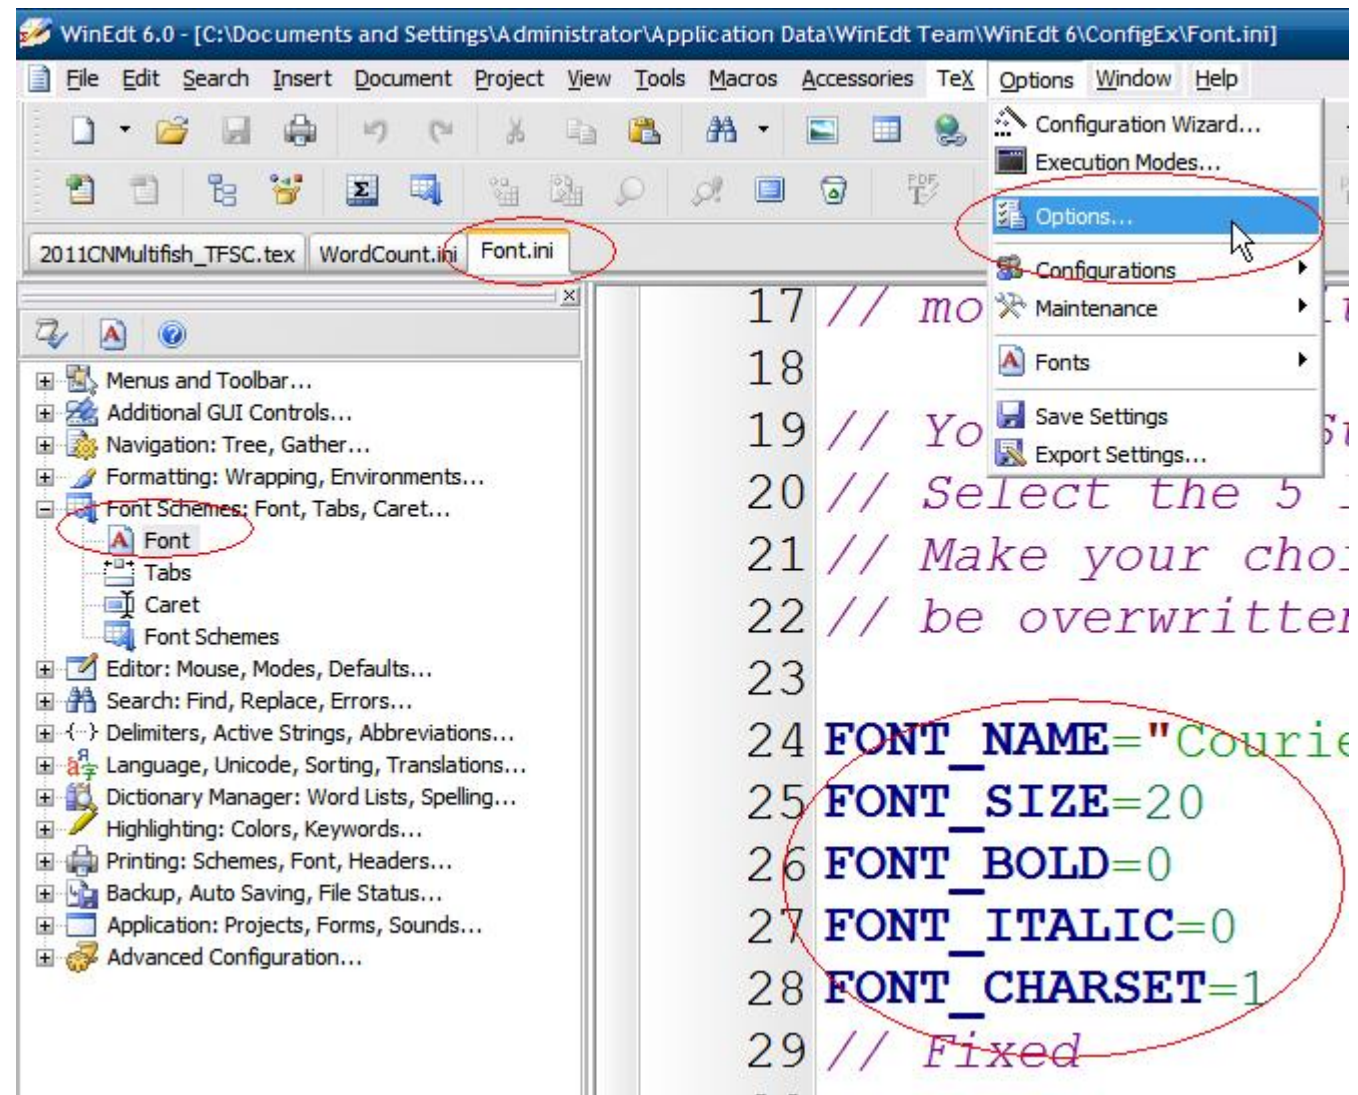 WinEdt 6.0 - [C:\Documents and Settings\Administrator\Application Data\WinEdt Team\WinEdt 6\ConfigEx\Font.ini]
File Edit Search Insert Document Project View Tools Macros Accessories TeX Options Window Help
Configuration Wizard...
Execution Modes...
Options...
Configurations
Maintenance
Fonts
Save Settings
Export Settings...
PDF
2011CNMultifish_TFSC.tex WordCount.ini Font.ini
Menus and Toolbar...
Additional GUI Controls...
Navigation: Tree, Gather...
Formatting: Wrapping, Environments...
Font Schemes: Font, Tabs, Caret...
Font
Tabs
Caret
Font Schemes
Editor: Mouse, Modes, Defaults...
Search: Find, Replace, Errors...
Delimiters, Active Strings, Abbreviations...
Language, Unicode, Sorting, Translations...
Dictionary Manager: Word Lists, Spelling...
Highlighting: Colors, Keywords...
Printing: Schemes, Font, Headers...
Backup, Auto Saving, File Status...
Application: Projects, Forms, Sounds...
Advanced Configuration...
17 // mo
18
19 // Yo
20 // Select the 5
21 // Make your choi
22 // be overwritten
23
24 FONT_NAME="Courie
25 FONT_SIZE=20
26 FONT_BOLD=0
27 FONT_ITALIC=0
28 FONT_CHARSET=1
29 // Fixed